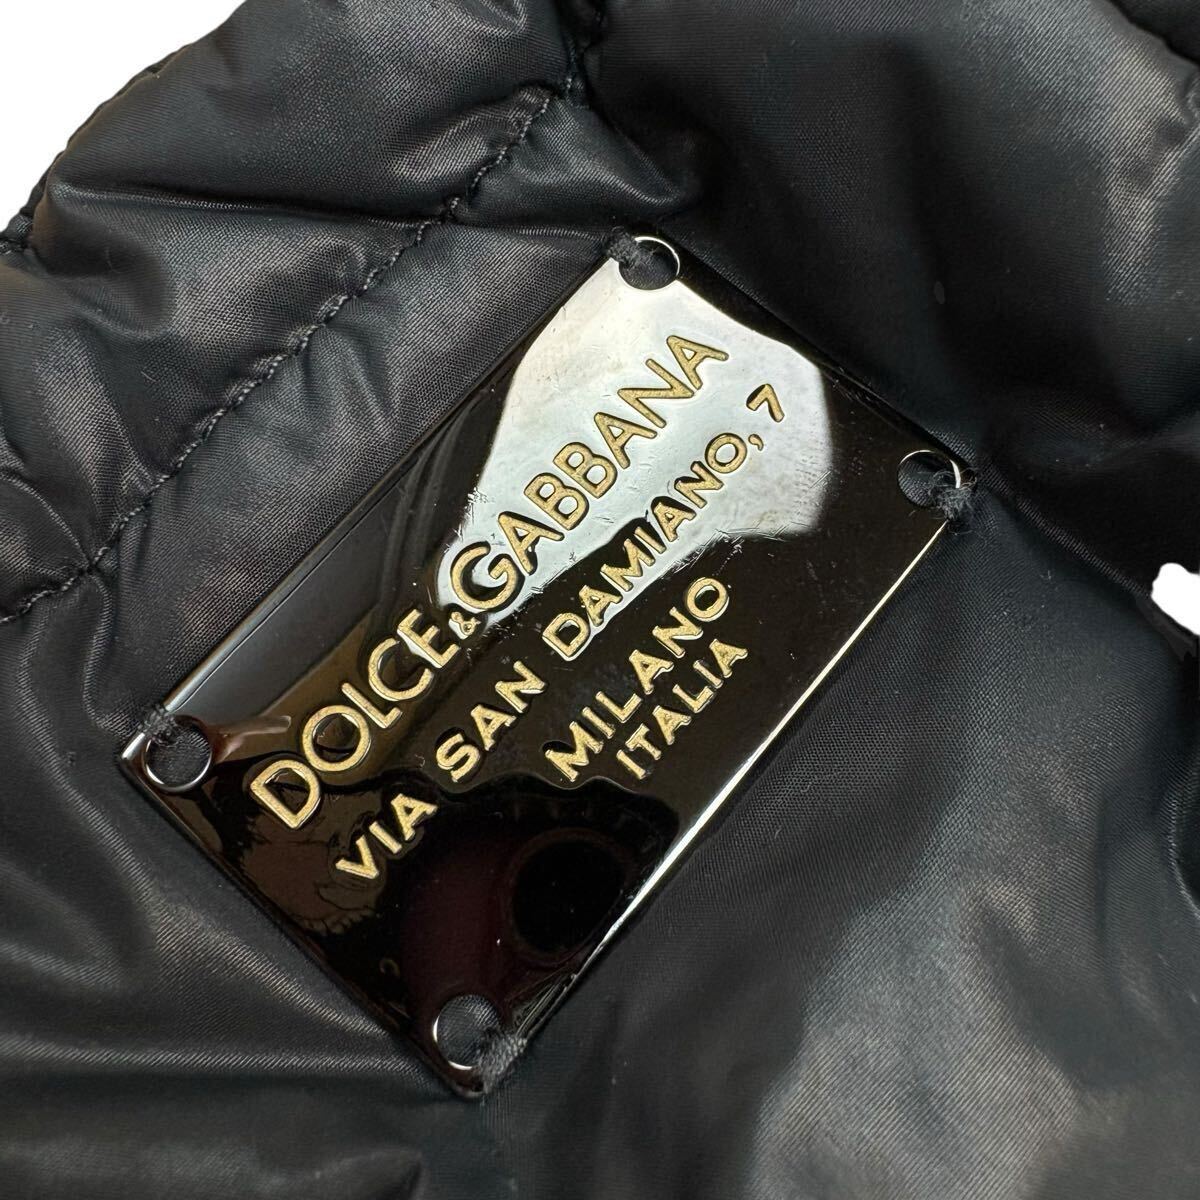 DOLCE&GABBANA
VIA SAN DAMIANO, 7
MILANO
ITALIA